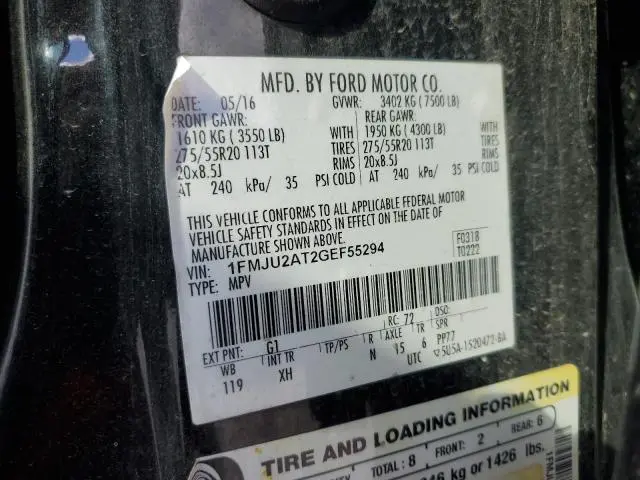 MFD. BY FORD MOTOR CO.
DATE: 05/16 GVWR: 3402 KG (7500 LB)
FRONT GAWR: REAR GAWR:
1610 KG (3550 LB) WITH 1950 KG (4300 LB) WITH
275/55R20 113T TIRES 275/55R20 113T TIRES
20x8.5J RIMS 20x8.5J RIMS
AT 240 kPa/ 35 PSI COLD AT 240 kPa/ 35 PSI COLD
THIS VEHICLE CONFORMS TO ALL APPLICABLE FEDERAL MOTOR
VEHICLE SAFETY STANDARDS IN EFFECT ON THE DATE OF
MANUFACTURE SHOWN ABOVE.
VIN: 1FMJU2AT2GEF55294 F0318
TYPE: MPV T0222
EXT PNT: G1 RC: 72 DSO:
WB INT TR TP/PS R AXLE TR SPR
119 XH N 15 6 PP77
UTC 5U5A-1520472-BA
TIRE AND LOADING INFORMATION
TOTAL: 8 FRONT: 2 REAR: 6
kg or 1426 lbs.